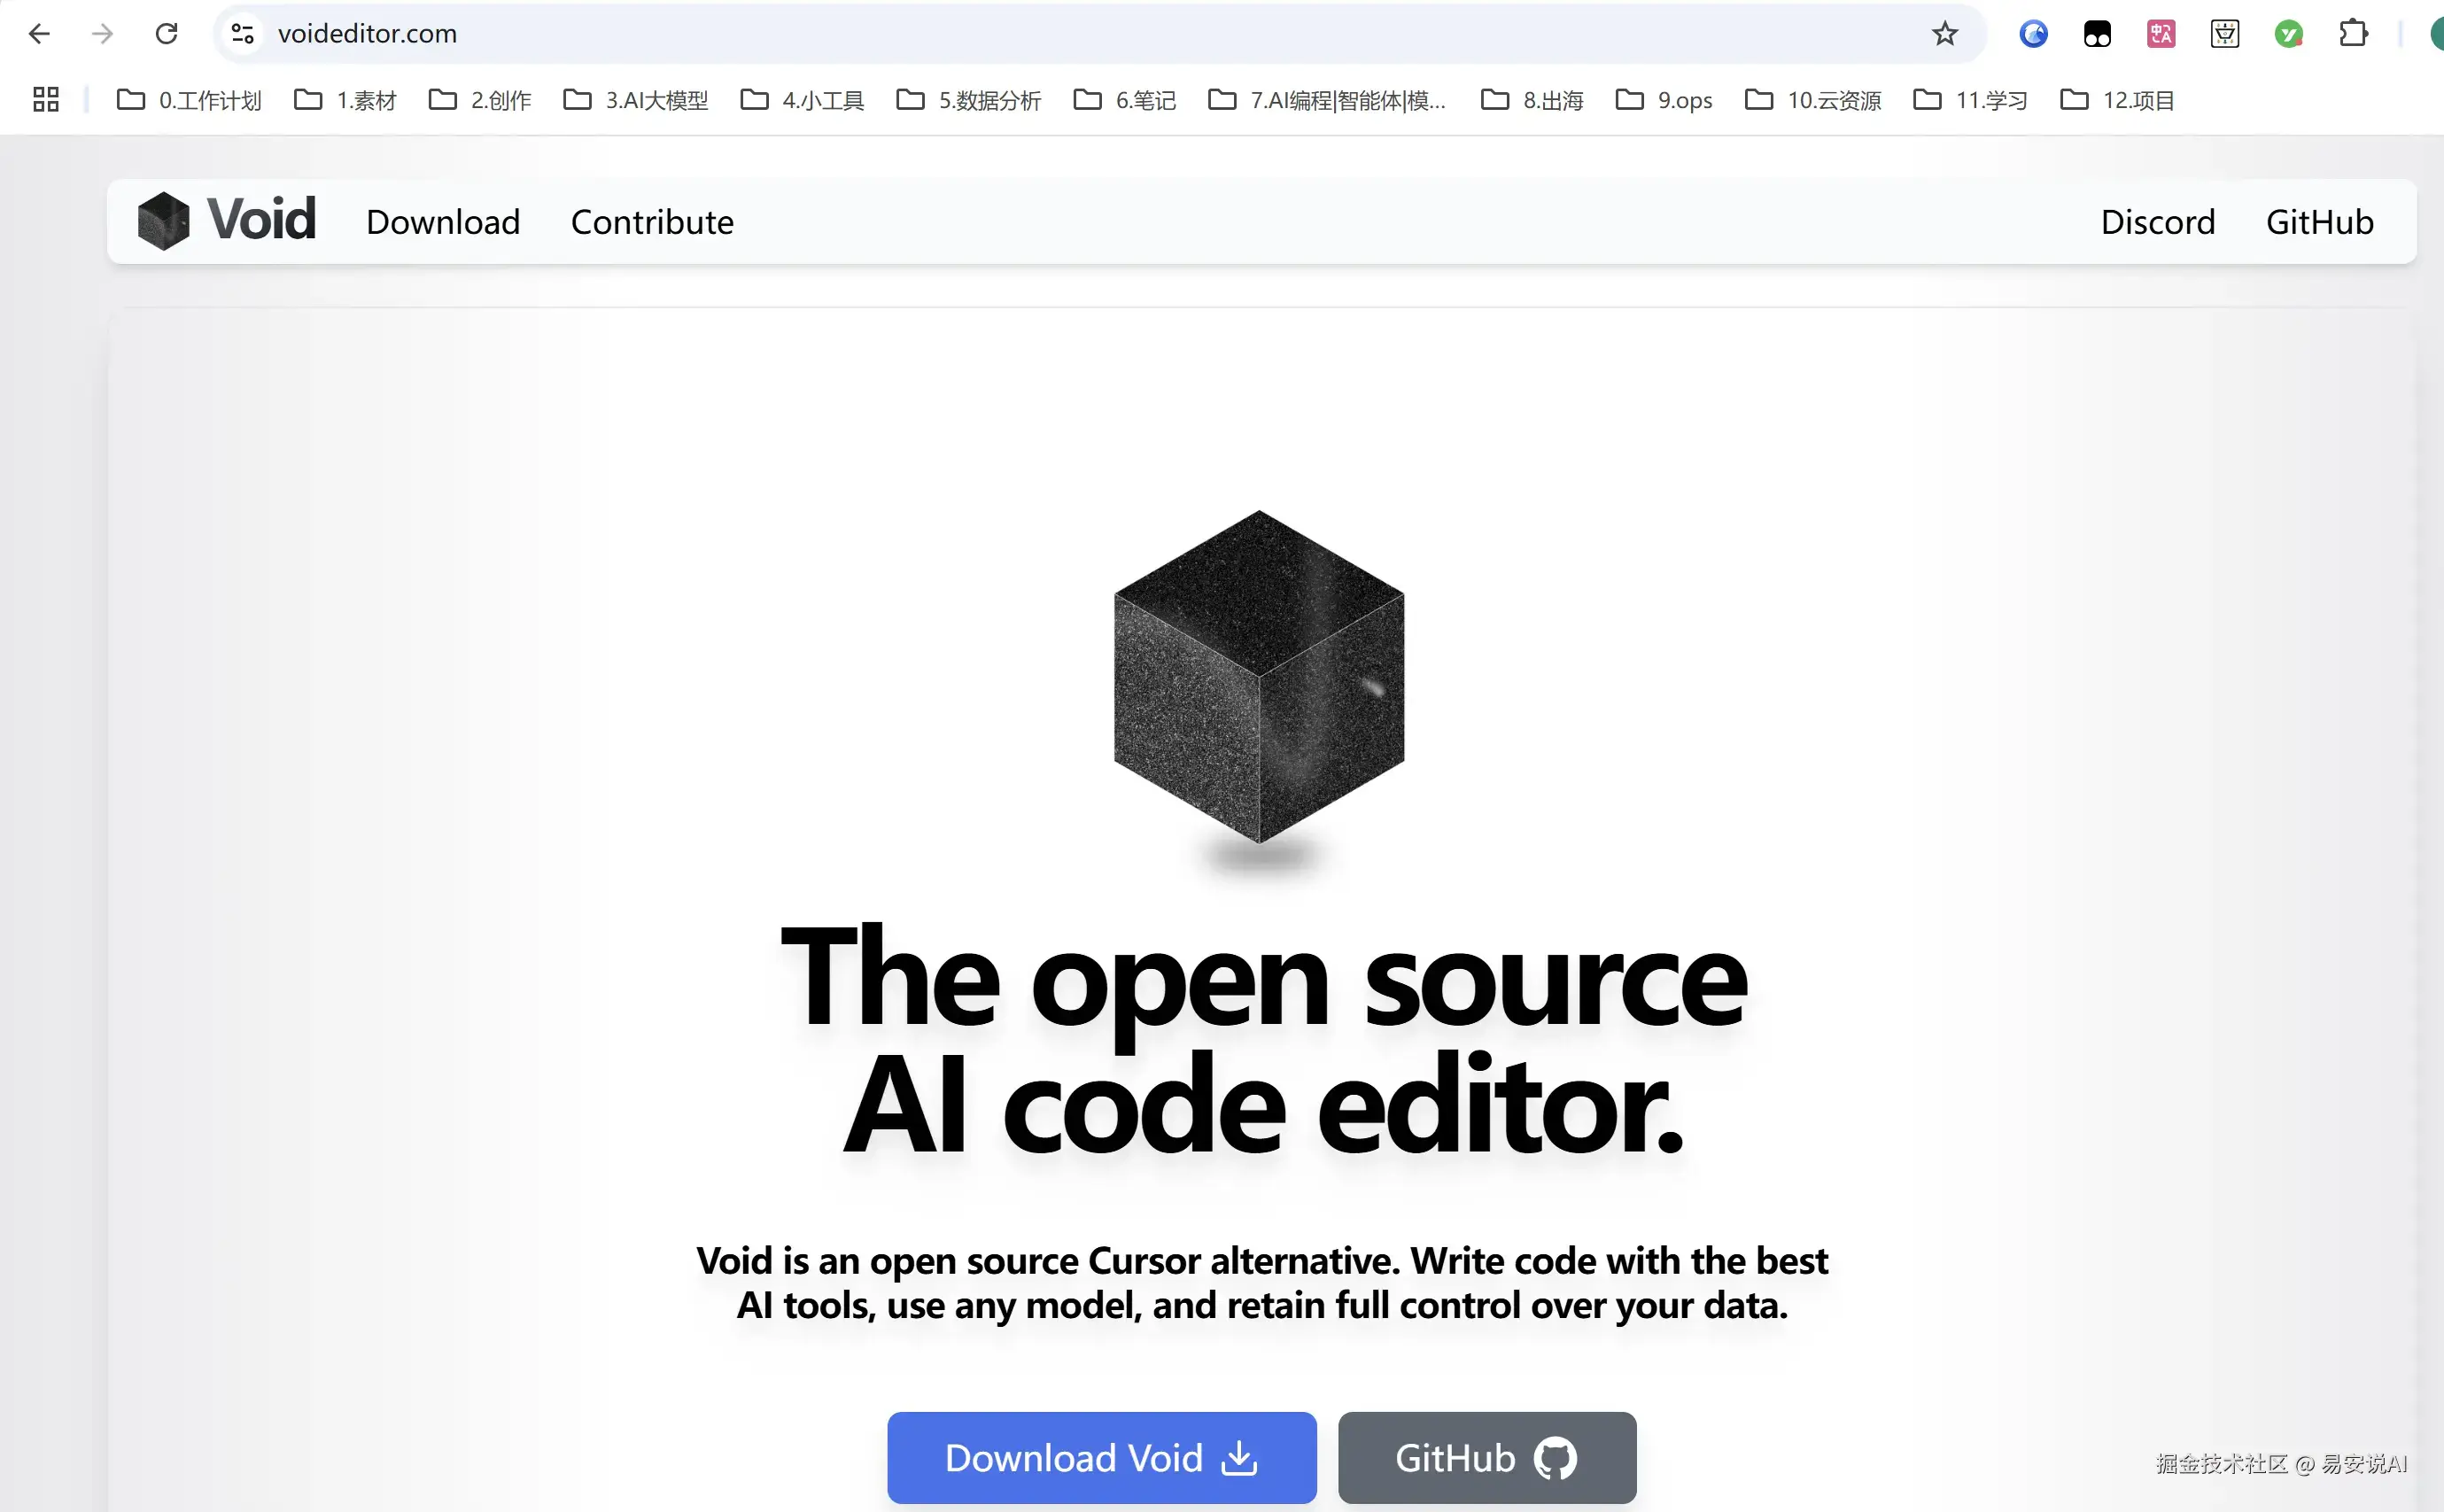 voideditor.com
0.工作计划 1.素材 2.创作 3.AI大模型 4.小工具 5.数据分析 6.笔记 7.AI编程|智能体|模... 8.出海 9.ops 10.云资源 11.学习 12.项目
Void Download Contribute Discord GitHub
The open source
AI code editor.
Void is an open source Cursor alternative. Write code with the best
AI tools, use any model, and retain full control over your data.
Download Void GitHub
掘金技术社区 @ 易安说AI